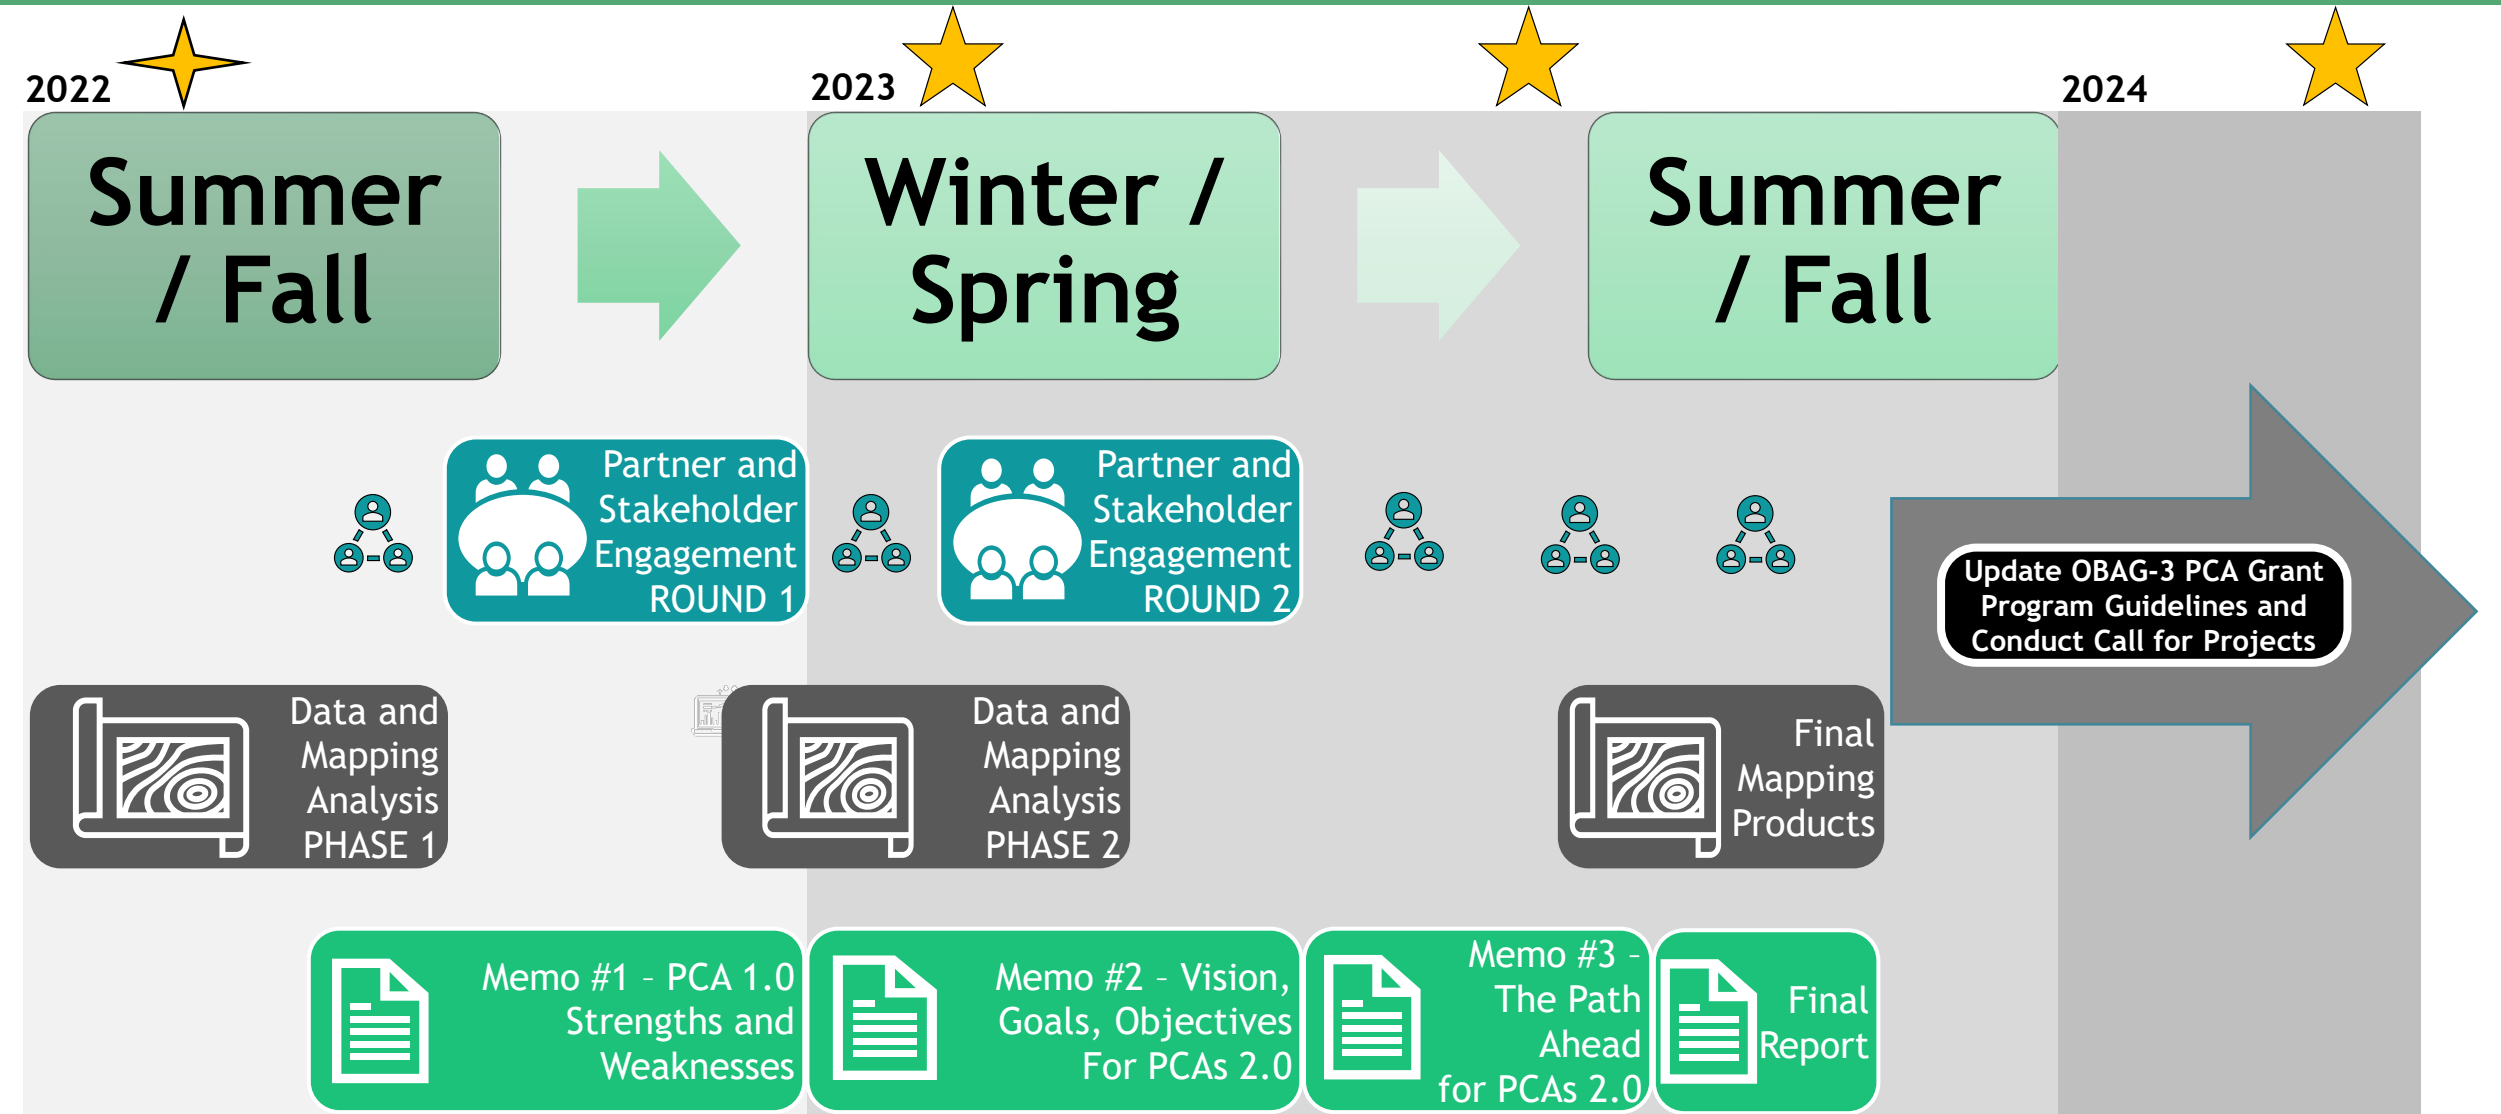 2022
2023
2024
Summer
/ Fall
Winter /
Spring
Summer
/ Fall
Partner and
Stakeholder
Engagement
ROUND 1
Partner and
Stakeholder
Engagement
ROUND 2
Update OBAG-3 PCA Grant
Program Guidelines and
Conduct Call for Projects
Data and
Mapping
Analysis
PHASE 1
Data and
Mapping
Analysis
PHASE 2
Final
Mapping
Products
Memo #1 – PCA 1.0
Strengths and
Weaknesses
Memo #2 – Vision,
Goals, Objectives
For PCAs 2.0
Memo #3 –
The Path
Ahead
for PCAs 2.0
Final
Report